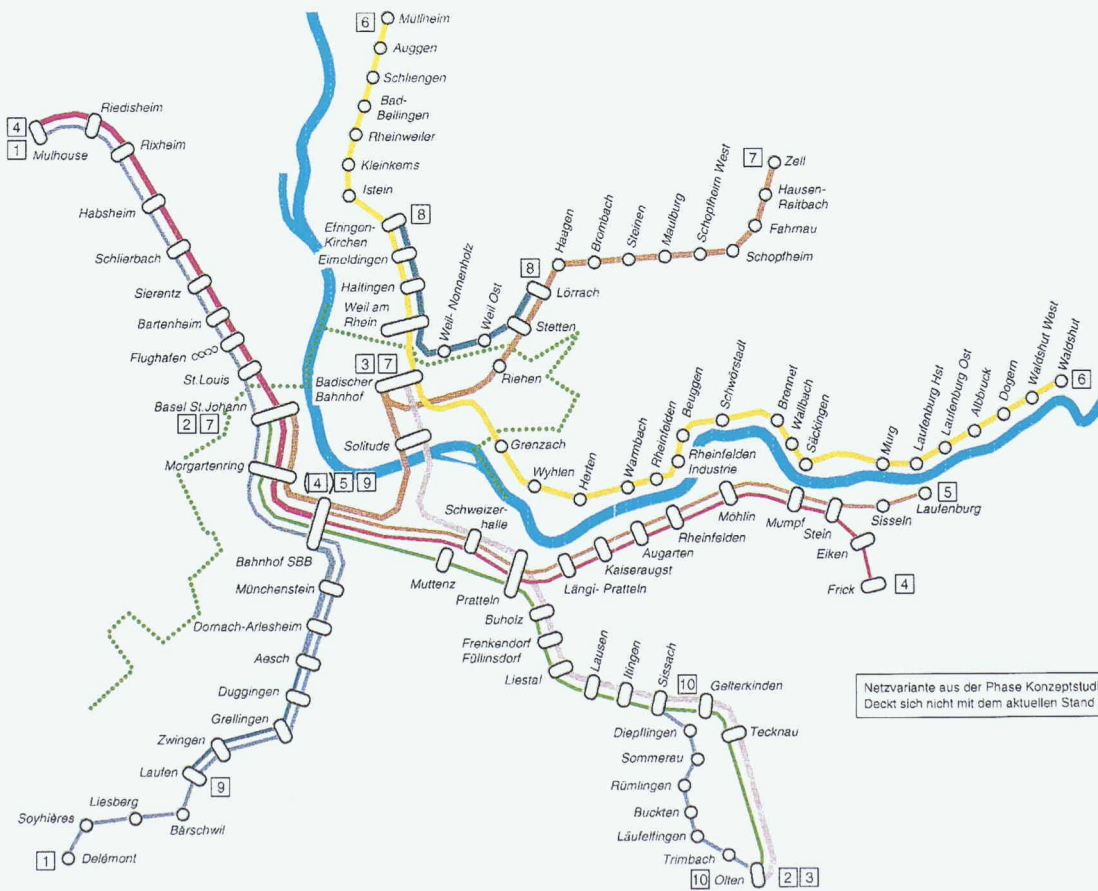 6
Müllheim
Auggen
Schliengen
Bad-
Bellingen
Rheinweiler
Kleinkems
Istein
8
Efringen-
Kirchen
Eimeldingen
Haltingen
Weil am
Rhein
Weil- Nonnenholz
Weil Ost
8
Lörrach
Stetten
Riehen
Haagen
Brombach
Steinen
Maulburg
Schopfheim West
Schopfheim
Fahrnau
Hausen-
Raitbach
7
Zell
4
1
Mulhouse
Riedisheim
Rixheim
Habsheim
Schlierbach
Sierentz
Bartenheim
Flughafen
St.Louis
Basel St.Johann
2 7
Morgartenring
(4) 5 9
3 7
Badischer
Bahnhof
Solitude
Grenzach
Wyhlen
Herten
Warmbach
Rheinfelden
Beuggen
Rheinfelden
Industrie
Schwörstadt
Brennet
Wallbach
Säckingen
Murg
Laufenburg Hst
Laufenburg Ost
Albbruck
Dogern
Waldshut West
Waldshut
6
5
Laufenburg
Sisseln
Stein
Mumpf
Möhlin
Rheinfelden
Augarten
Kaiseraugst
Längi- Pratteln
Eiken
Frick
4
Schweizer-
halle
Bahnhof SBB
Muttenz
Pratteln
Münchenstein
Dornach-Arlesheim
Aesch
Duggingen
Grellingen
Zwingen
Laufen
9
Bärschwil
Liesberg
Soyhières
1
Delémont
Buholz
Frenkendorf
Füllinsdorf
Liestal
Lausen
Itingen
Sissach
10
Gelterkinden
Tecknau
Diepflingen
Sommerau
Rümlingen
Buckten
Läufelfingen
Trimbach
10
Olten
2 3
Netzvariante aus der Phase Konzeptstudi
Deckt sich nicht mit dem aktuellen Stand